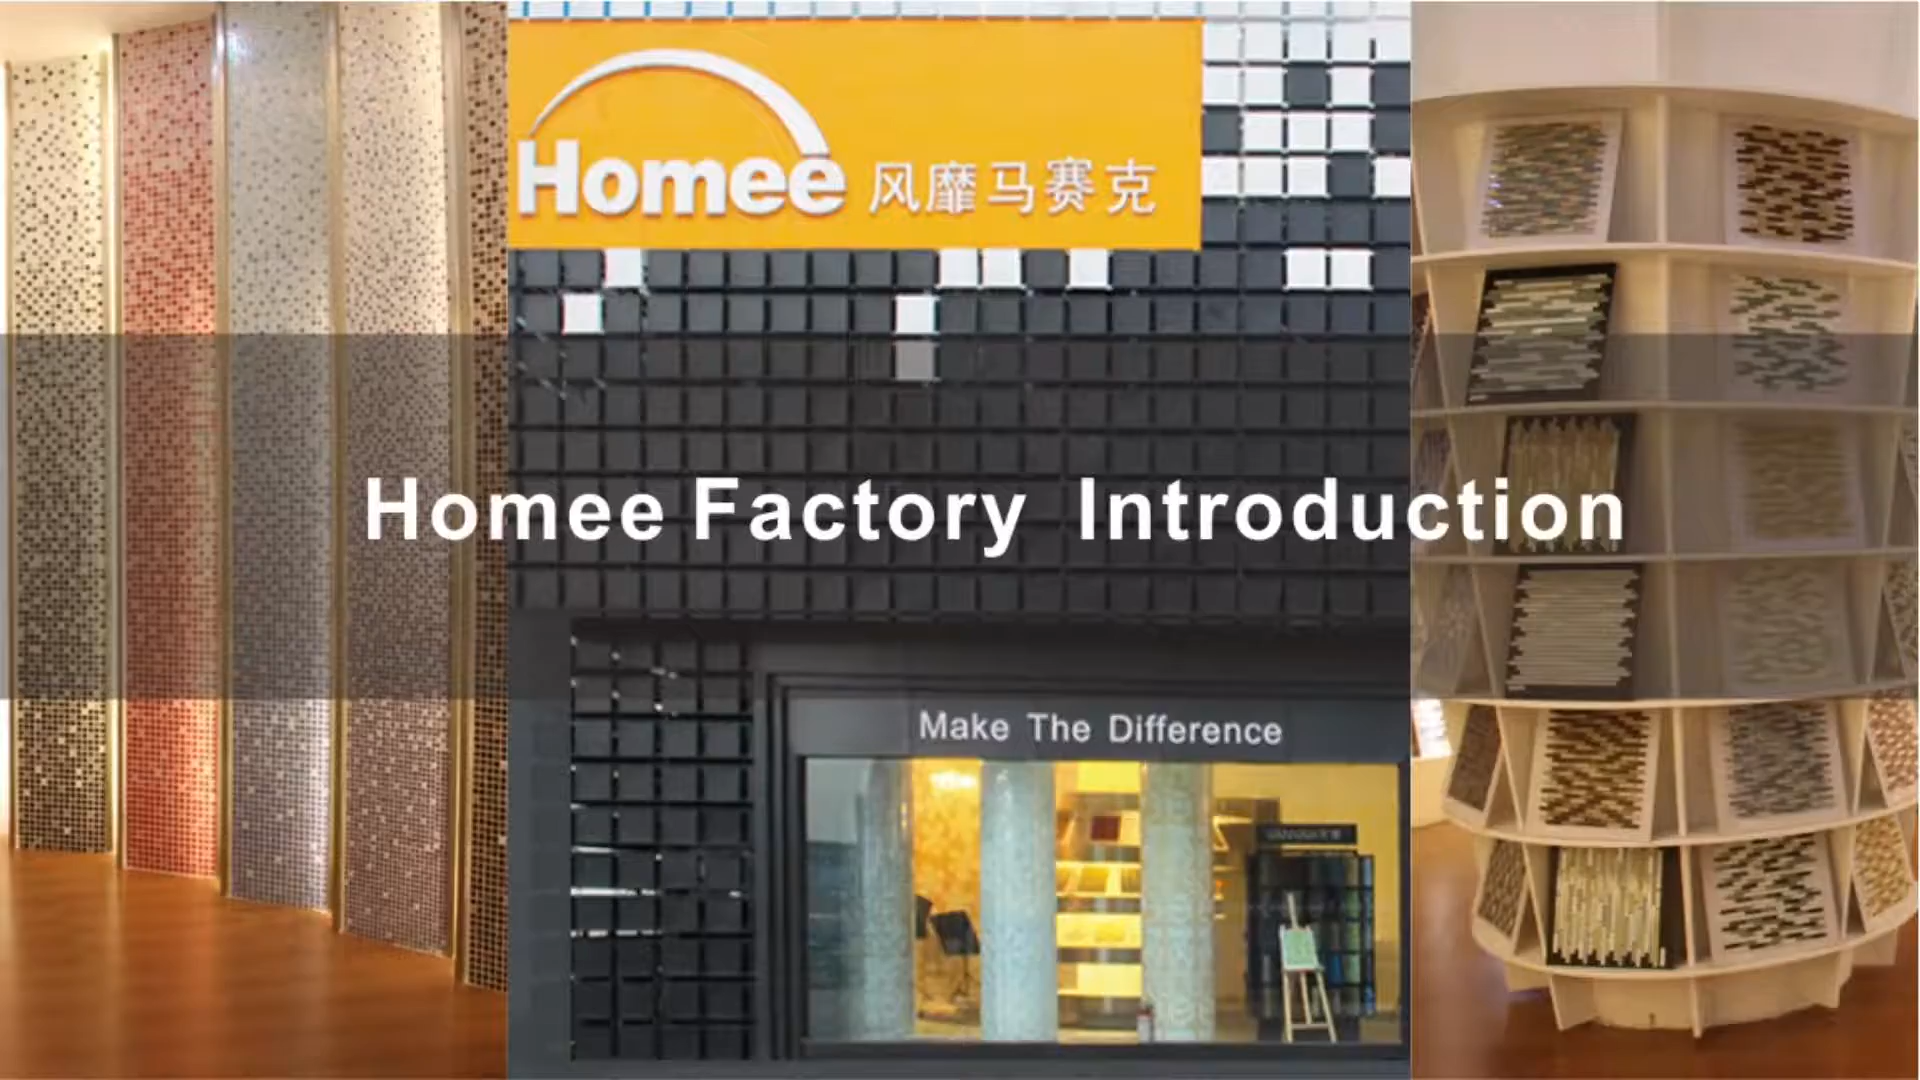 Homee 风靡马赛克
Homee Factory Introduction
Make The Difference